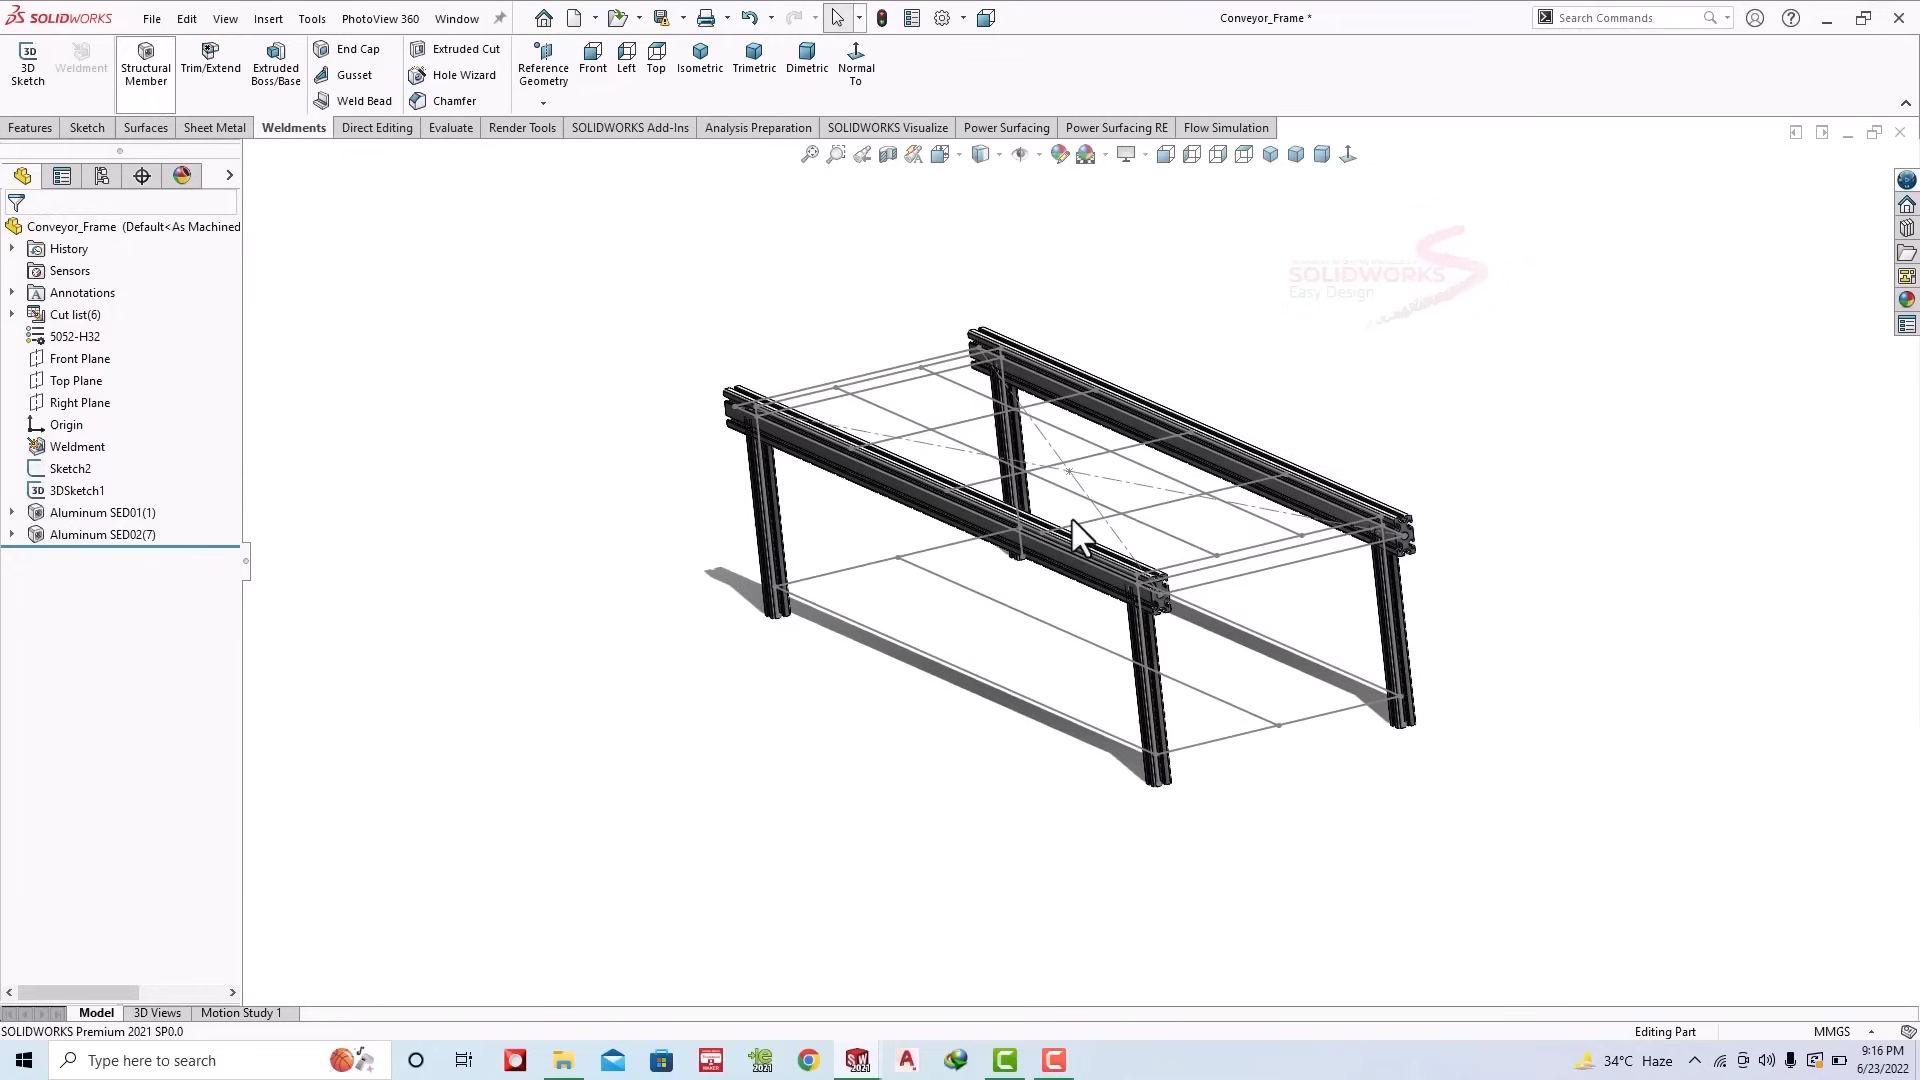 SOLIDWORKS File Edit View Insert Tools PhotoView 360 Window Conveyor_Frame * Search Commands
3D Sketch
Weldment
Structural Member
Trim/Extend
Extruded Boss/Base
End Cap
Gusset
Weld Bead
Extruded Cut
Hole Wizard
Chamfer
Reference Geometry
Front
Left
Top
Isometric
Trimetric
Dimetric
Normal To
Features Sketch Surfaces Sheet Metal Weldments Direct Editing Evaluate Render Tools SOLIDWORKS Add-Ins Analysis Preparation SOLIDWORKS Visualize Power Surfacing Power Surfacing RE Flow Simulation
Conveyor_Frame (Default<As Machined
History
Sensors
Annotations
Cut list(6)
5052-H32
Front Plane
Top Plane
Right Plane
Origin
Weldment
Sketch2
3DSketch1
Aluminum SED01(1)
Aluminum SED02(7)
SOLIDWORKS
Easy Design
Model 3D Views Motion Study 1
SOLIDWORKS Premium 2021 SP0.0 Editing Part MMGS
Type here to search 34°C Haze 9:16 PM
6/23/2022